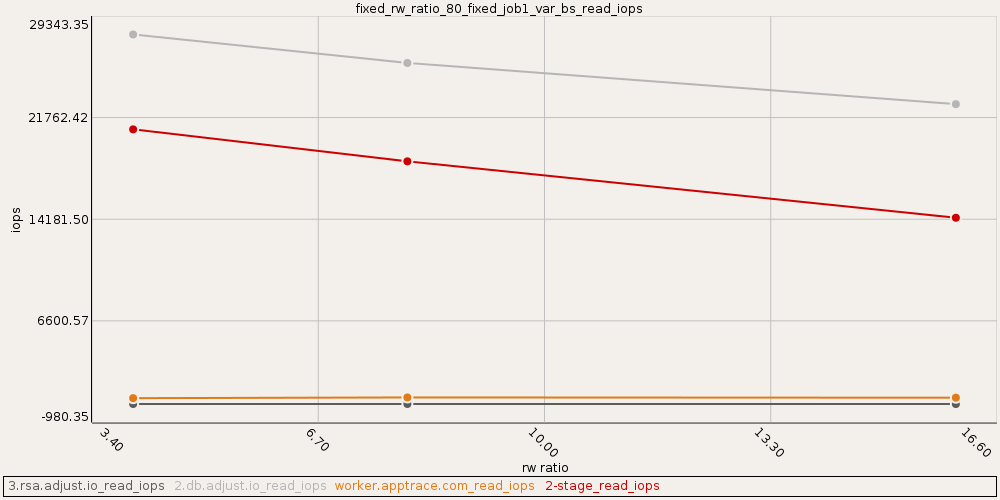 fixed_rw_ratio_80_fixed_job1_var_bs_read_iops
29343.35
21762.42
14181.50
6600.57
-980.35
iops
3.40
6.70
10.00
13.30
16.60
rw ratio
3.rsa.adjust.io_read_iops 2.db.adjust.io_read_iops worker.apptrace.com_read_iops 2-stage_read_iops